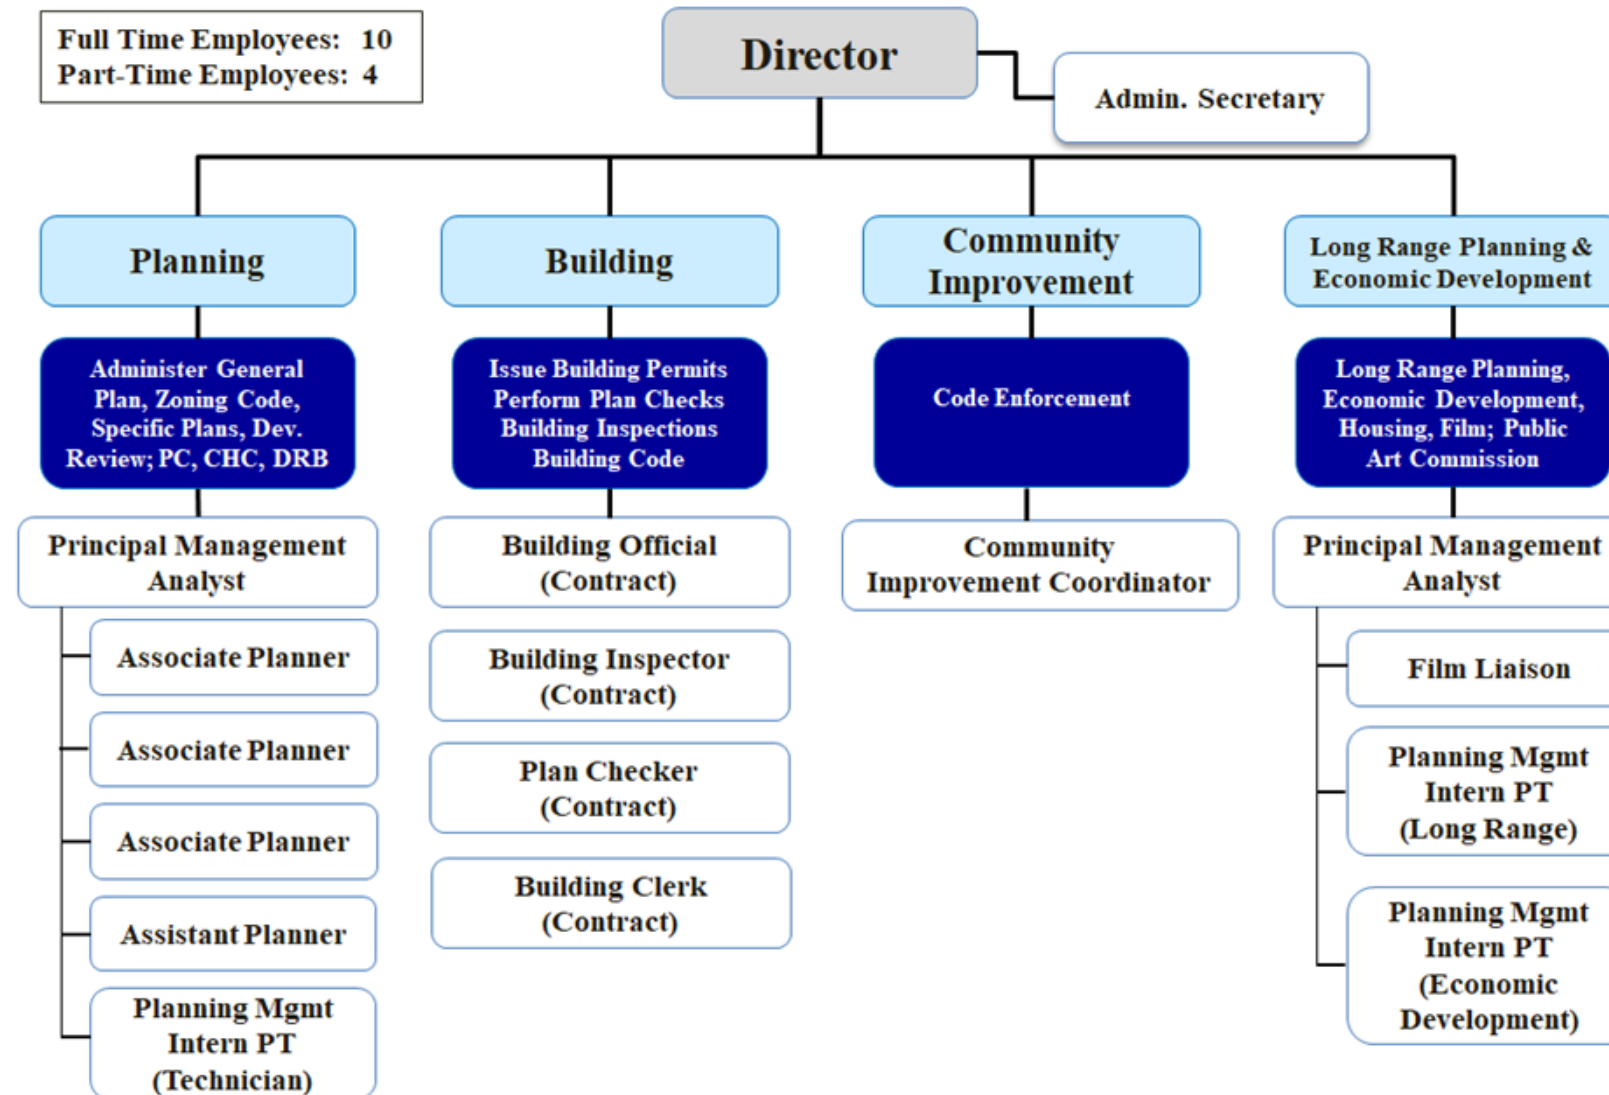 Full Time Employees: 10
Part-Time Employees: 4
Director
Admin. Secretary
Planning
Building
Community
Improvement
Long Range Planning &
Economic Development
Administer General
Plan, Zoning Code,
Specific Plans, Dev.
Review; PC, CHC, DRB
Issue Building Permits
Perform Plan Checks
Building Inspections
Building Code
Code Enforcement
Long Range Planning,
Economic Development,
Housing, Film; Public
Art Commission
Principal Management
Analyst
Associate Planner
Associate Planner
Associate Planner
Assistant Planner
Planning Mgmt
Intern PT
(Technician)
Building Official
(Contract)
Building Inspector
(Contract)
Plan Checker
(Contract)
Building Clerk
(Contract)
Community
Improvement Coordinator
Principal Management
Analyst
Film Liaison
Planning Mgmt
Intern PT
(Long Range)
Planning Mgmt
Intern PT
(Economic
Development)